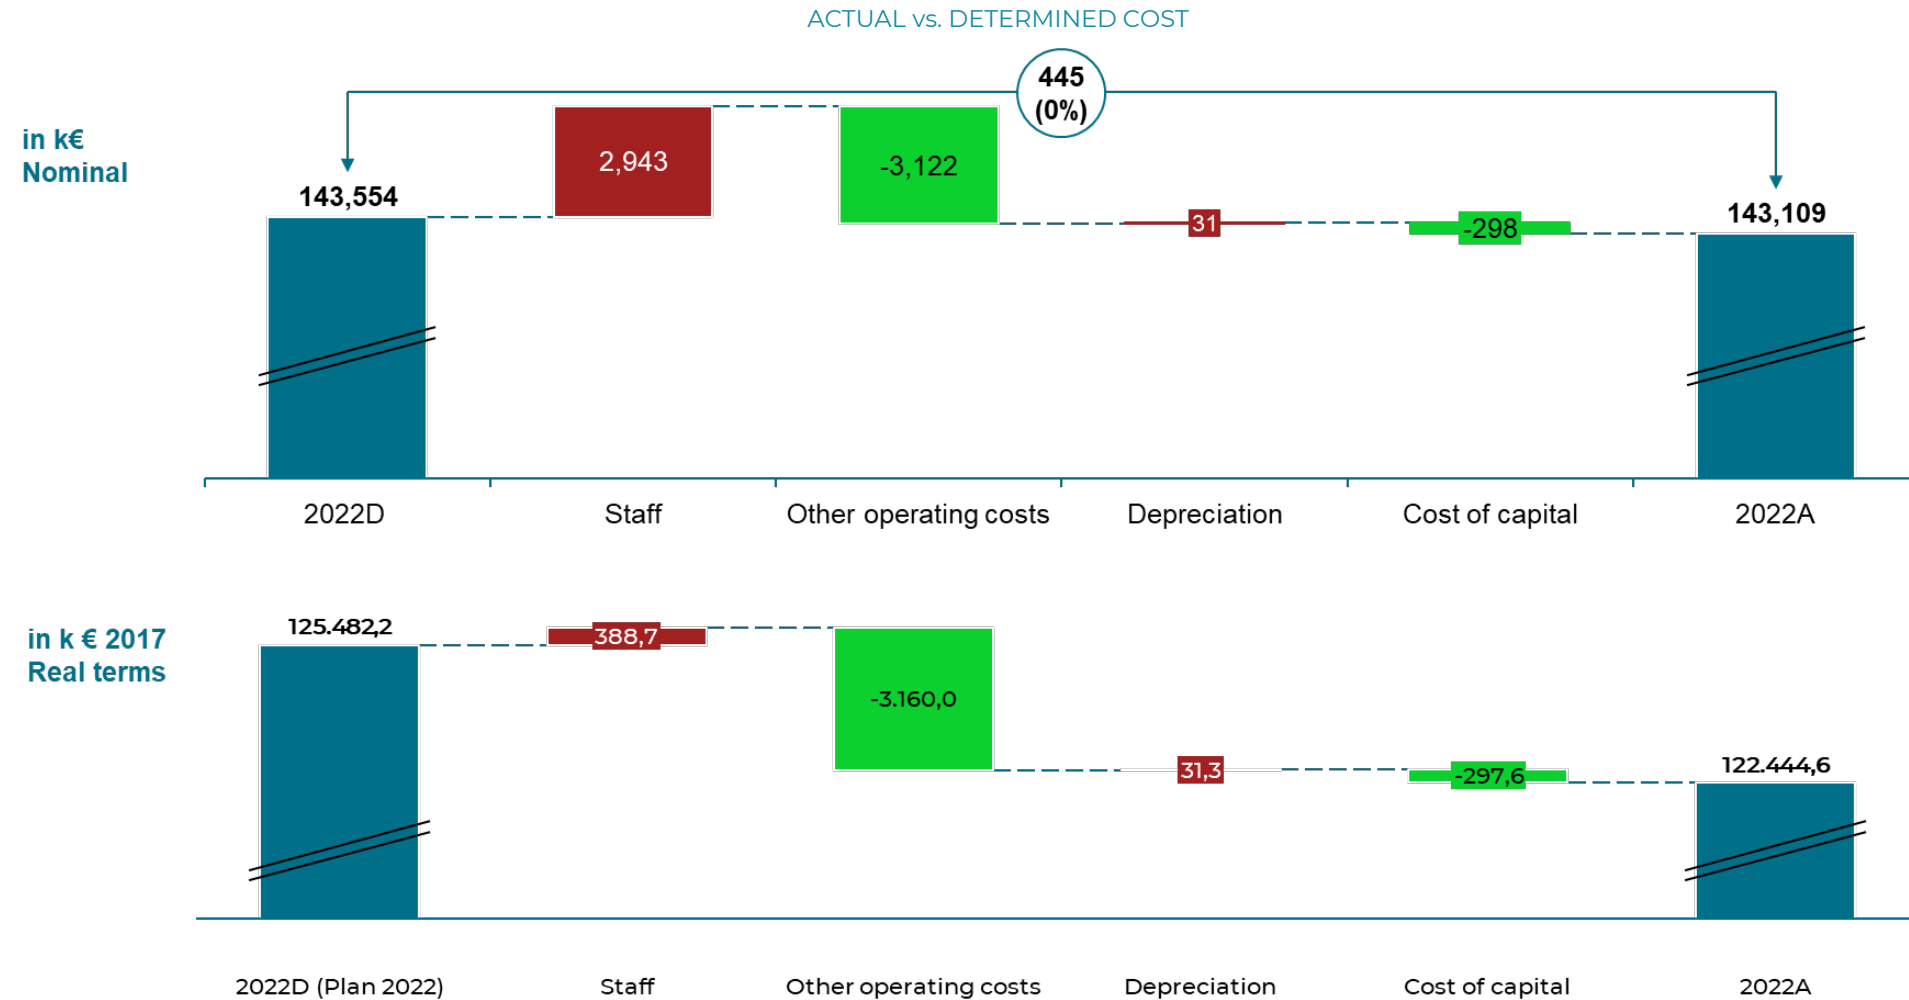 ACTUAL vs. DETERMINED COST
445
(0%)
in k€
Nominal
143,554
2,943
-3,122
31
-298
143,109
2022D
Staff
Other operating costs
Depreciation
Cost of capital
2022A
in k € 2017
Real terms
125.482,2
388,7
-3.160,0
31,3
-297,6
122.444,6
2022D (Plan 2022)
Staff
Other operating costs
Depreciation
Cost of capital
2022A